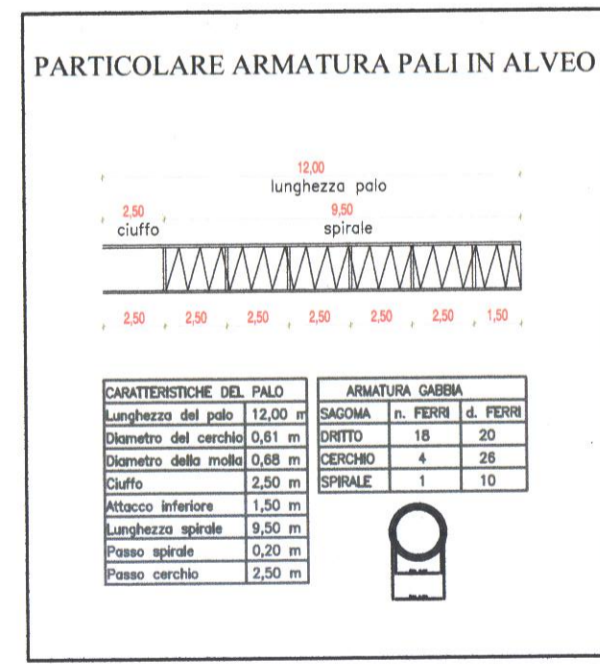 PARTICOLARE ARMATURA PALI IN ALVEO
12,00
lunghezza palo
2,50 9,50
ciuffo spirale
2,50 2,50 2,50 2,50 2,50 2,50 1,50
CARATTERISTICHE DEL PALO
Lunghezza del palo 12,00 m
Diametro del cerchio 0,61 m
Diametro della molla 0,68 m
Ciuffo 2,50 m
Attacco inferiore 1,50 m
Lunghezza spirale 9,50 m
Passo spirale 0,20 m
Passo cerchio 2,50 m
ARMATURA GABBIA
SAGOMA n. FERRI d. FERRI
DRITTO 18 20
CERCHIO 4 26
SPIRALE 1 10